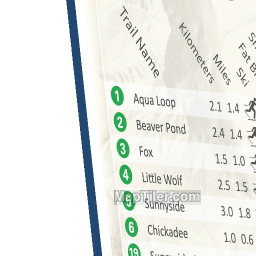 Trail Name
Kilometers
Miles
Ski
Fat
1 Aqua Loop 2.1 1.4
2 Beaver Pond 2.4 1.4
3 Fox 1.5 1.0
4 Little Wolf 2.5 1.5
MapTiler.com
5 Sunnyside 3.0 1.8
6 Chickadee 1.0 0.6
19